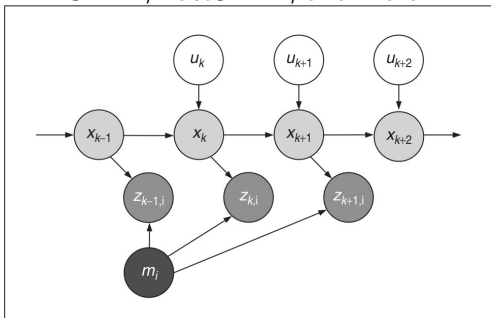 u_k u_{k+1} u_{k+2}
x_{k-1} x_k x_{k+1} x_{k+2}
z_{k-1,i} z_{k,i} z_{k+1,i}
m_i